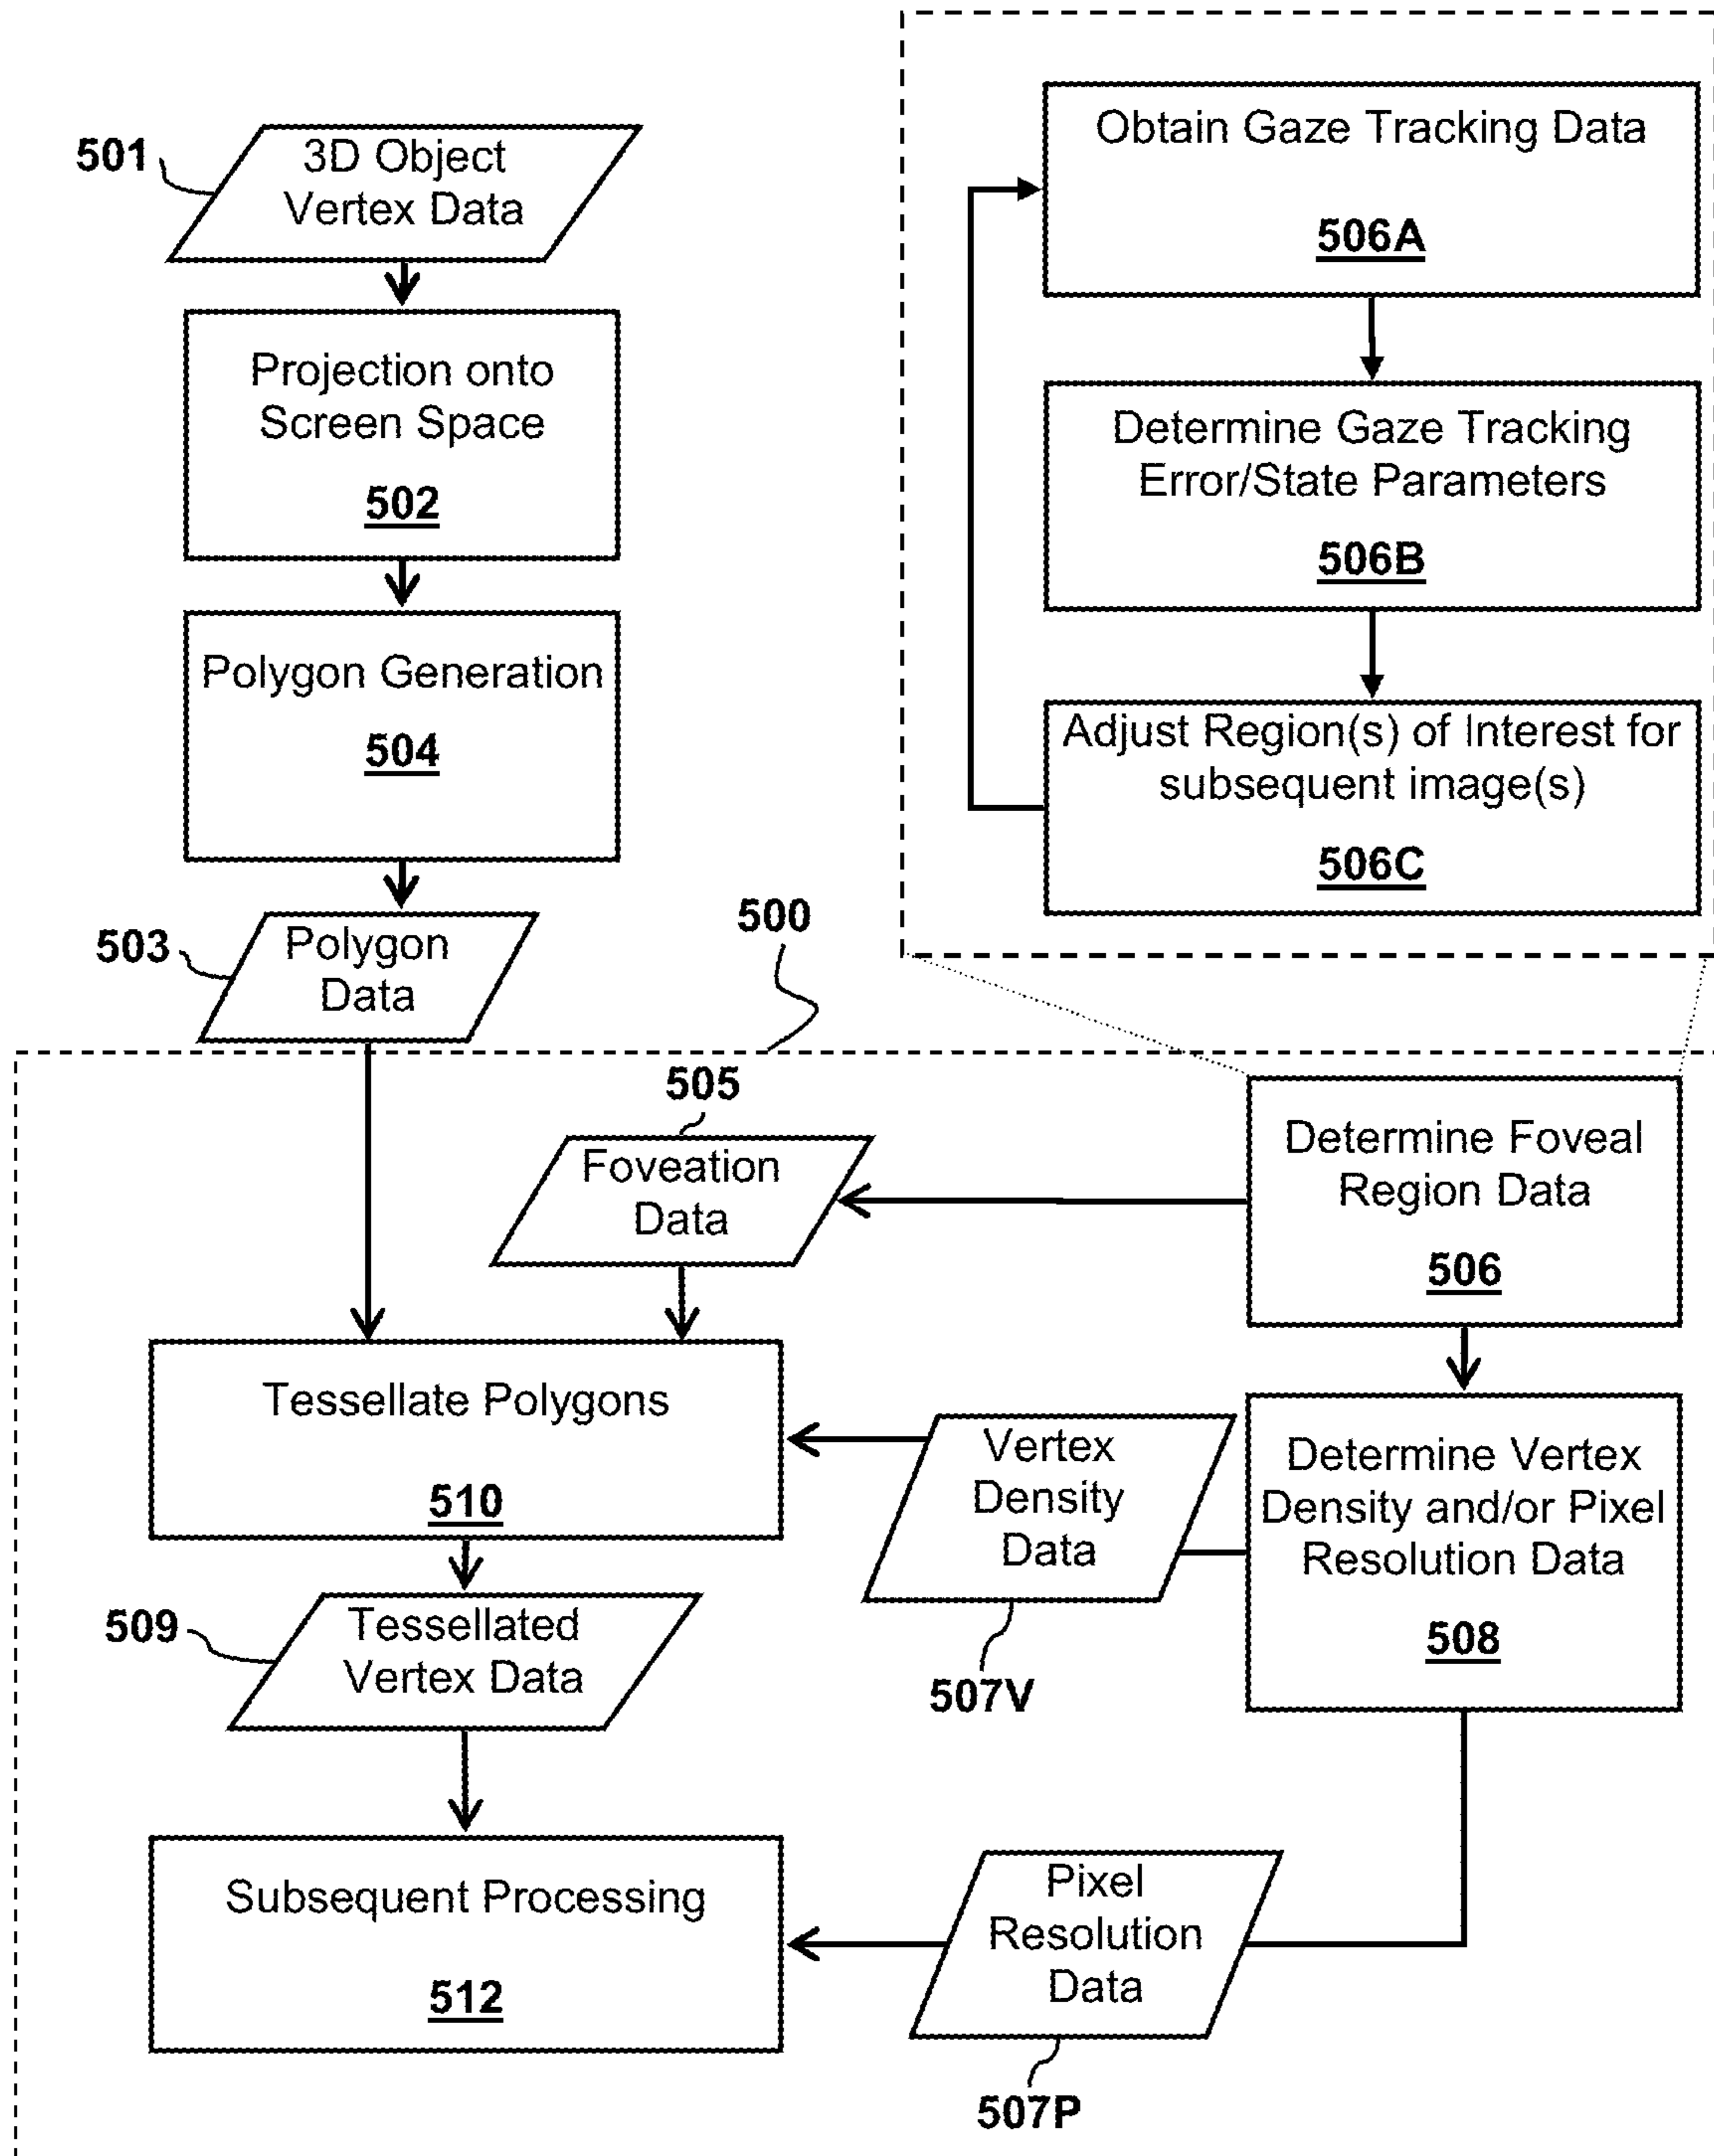 501
3D Object
Vertex Data
Projection onto
Screen Space
502
Polygon Generation
504
503
Polygon
Data
500
Obtain Gaze Tracking Data
506A
Determine Gaze Tracking
Error/State Parameters
506B
Adjust Region(s) of Interest for
subsequent image(s)
506C
505
Foveation
Data
Determine Foveal
Region Data
506
Tessellate Polygons
510
Vertex
Density
Data
507V
Determine Vertex
Density and/or Pixel
Resolution Data
508
509
Tessellated
Vertex Data
Subsequent Processing
512
Pixel
Resolution
Data
507P